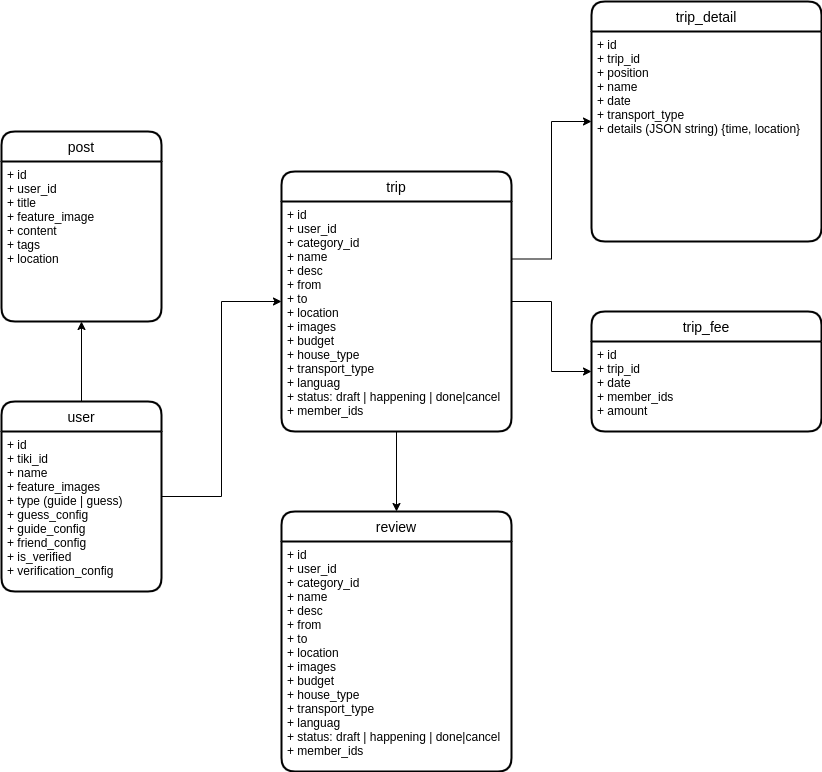 post
+ id
+ user_id
+ title
+ feature_image
+ content
+ tags
+ location
user
+ id
+ tiki_id
+ name
+ feature_images
+ type (guide | guess)
+ guess_config
+ guide_config
+ friend_config
+ is_verified
+ verification_config
trip
+ id
+ user_id
+ category_id
+ name
+ desc
+ from
+ to
+ location
+ images
+ budget
+ house_type
+ transport_type
+ languag
+ status: draft | happening | done|cancel
+ member_ids
review
+ id
+ user_id
+ category_id
+ name
+ desc
+ from
+ to
+ location
+ images
+ budget
+ house_type
+ transport_type
+ languag
+ status: draft | happening | done|cancel
+ member_ids
trip_detail
+ id
+ trip_id
+ position
+ name
+ date
+ transport_type
+ details (JSON string) {time, location}
trip_fee
+ id
+ trip_id
+ date
+ member_ids
+ amount